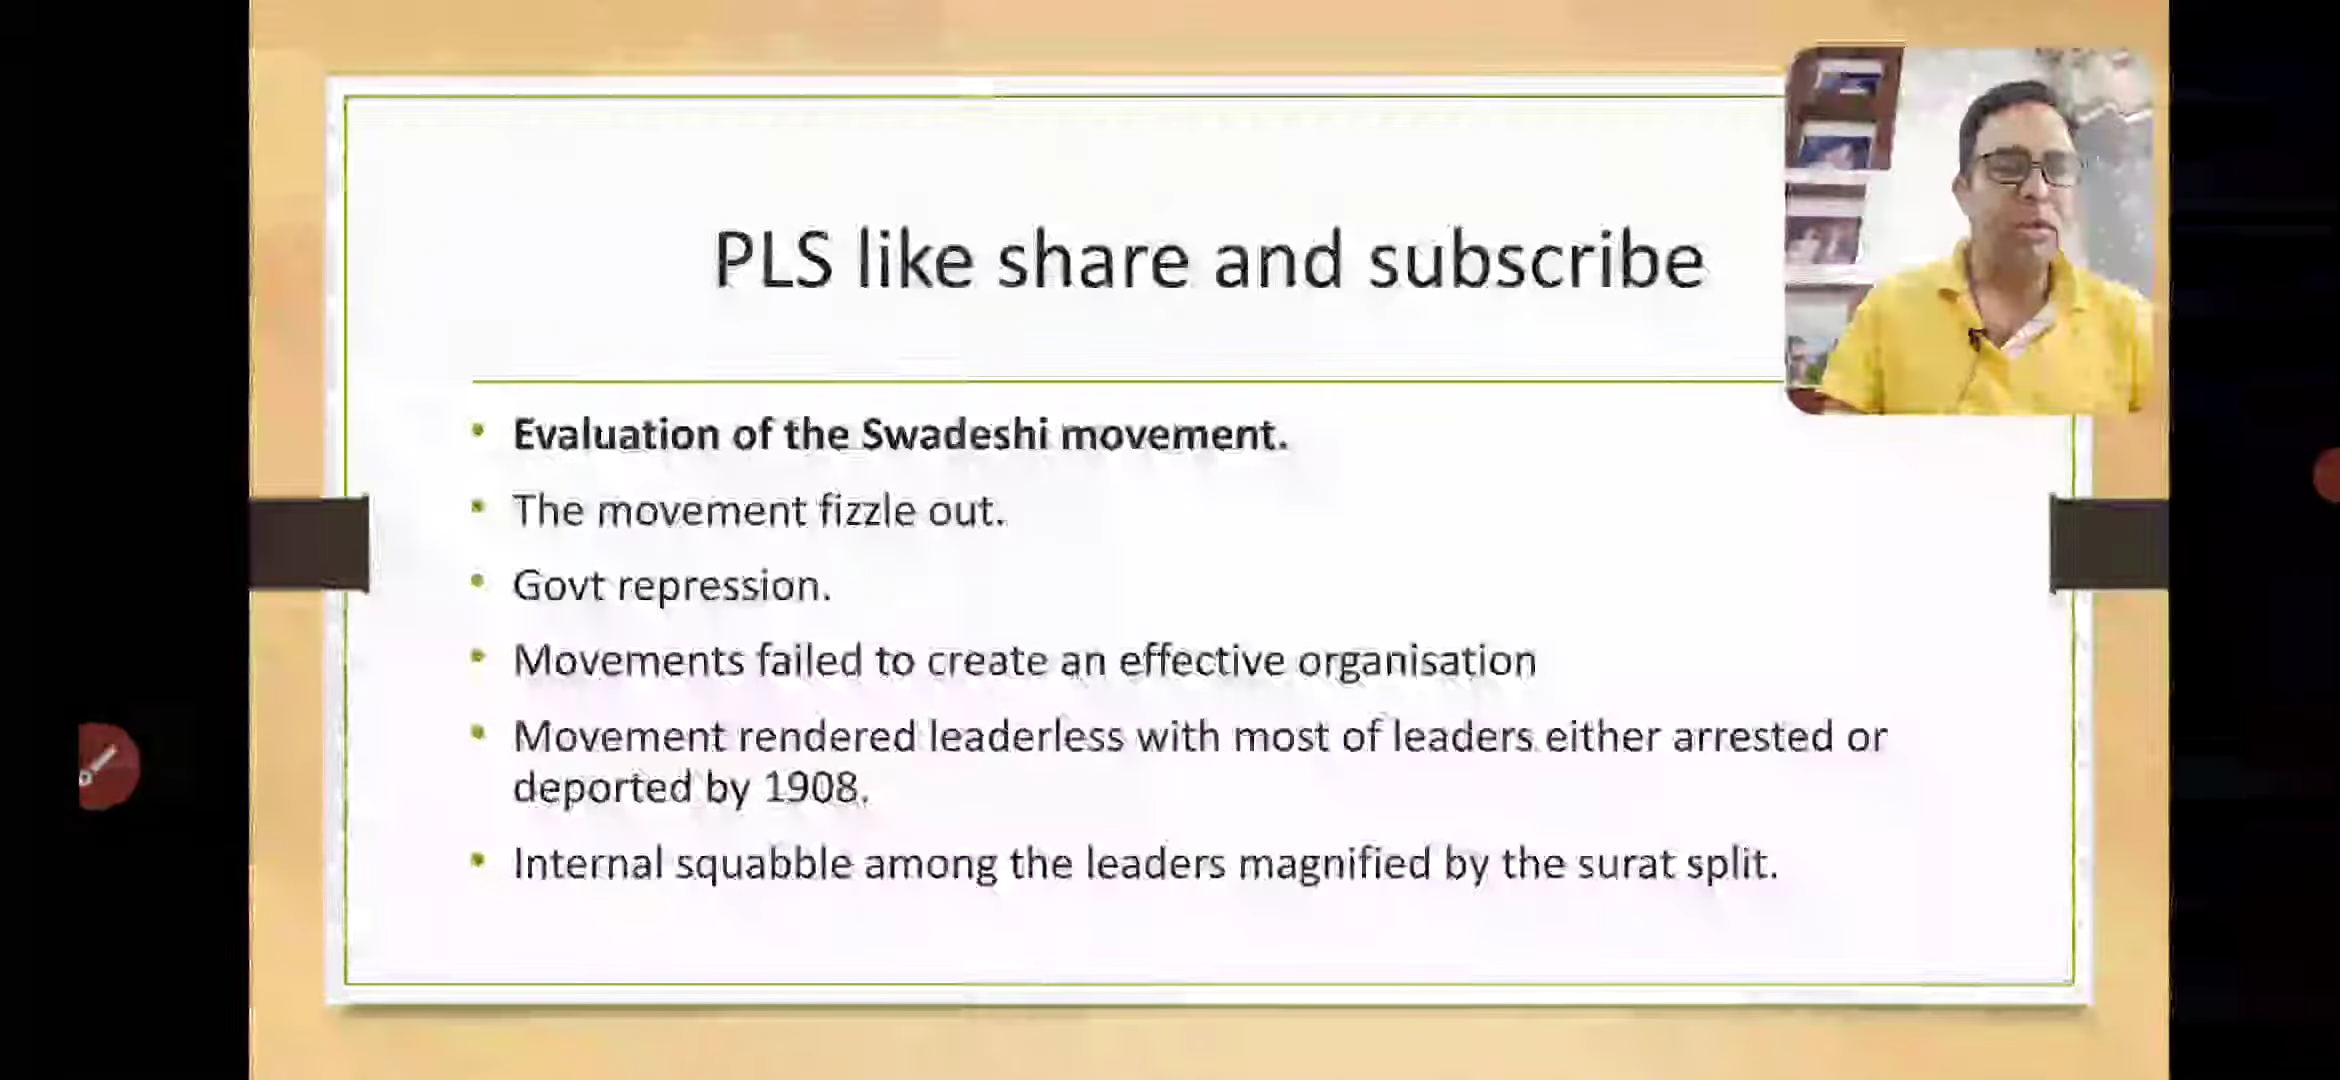 PLS like share and subscribe
• Evaluation of the Swadeshi movement.
• The movement fizzle out.
• Govt repression.
• Movements failed to create an effective organisation
• Movement rendered leaderless with most of leaders either arrested or
deported by 1908.
• Internal squabble among the leaders magnified by the surat split.